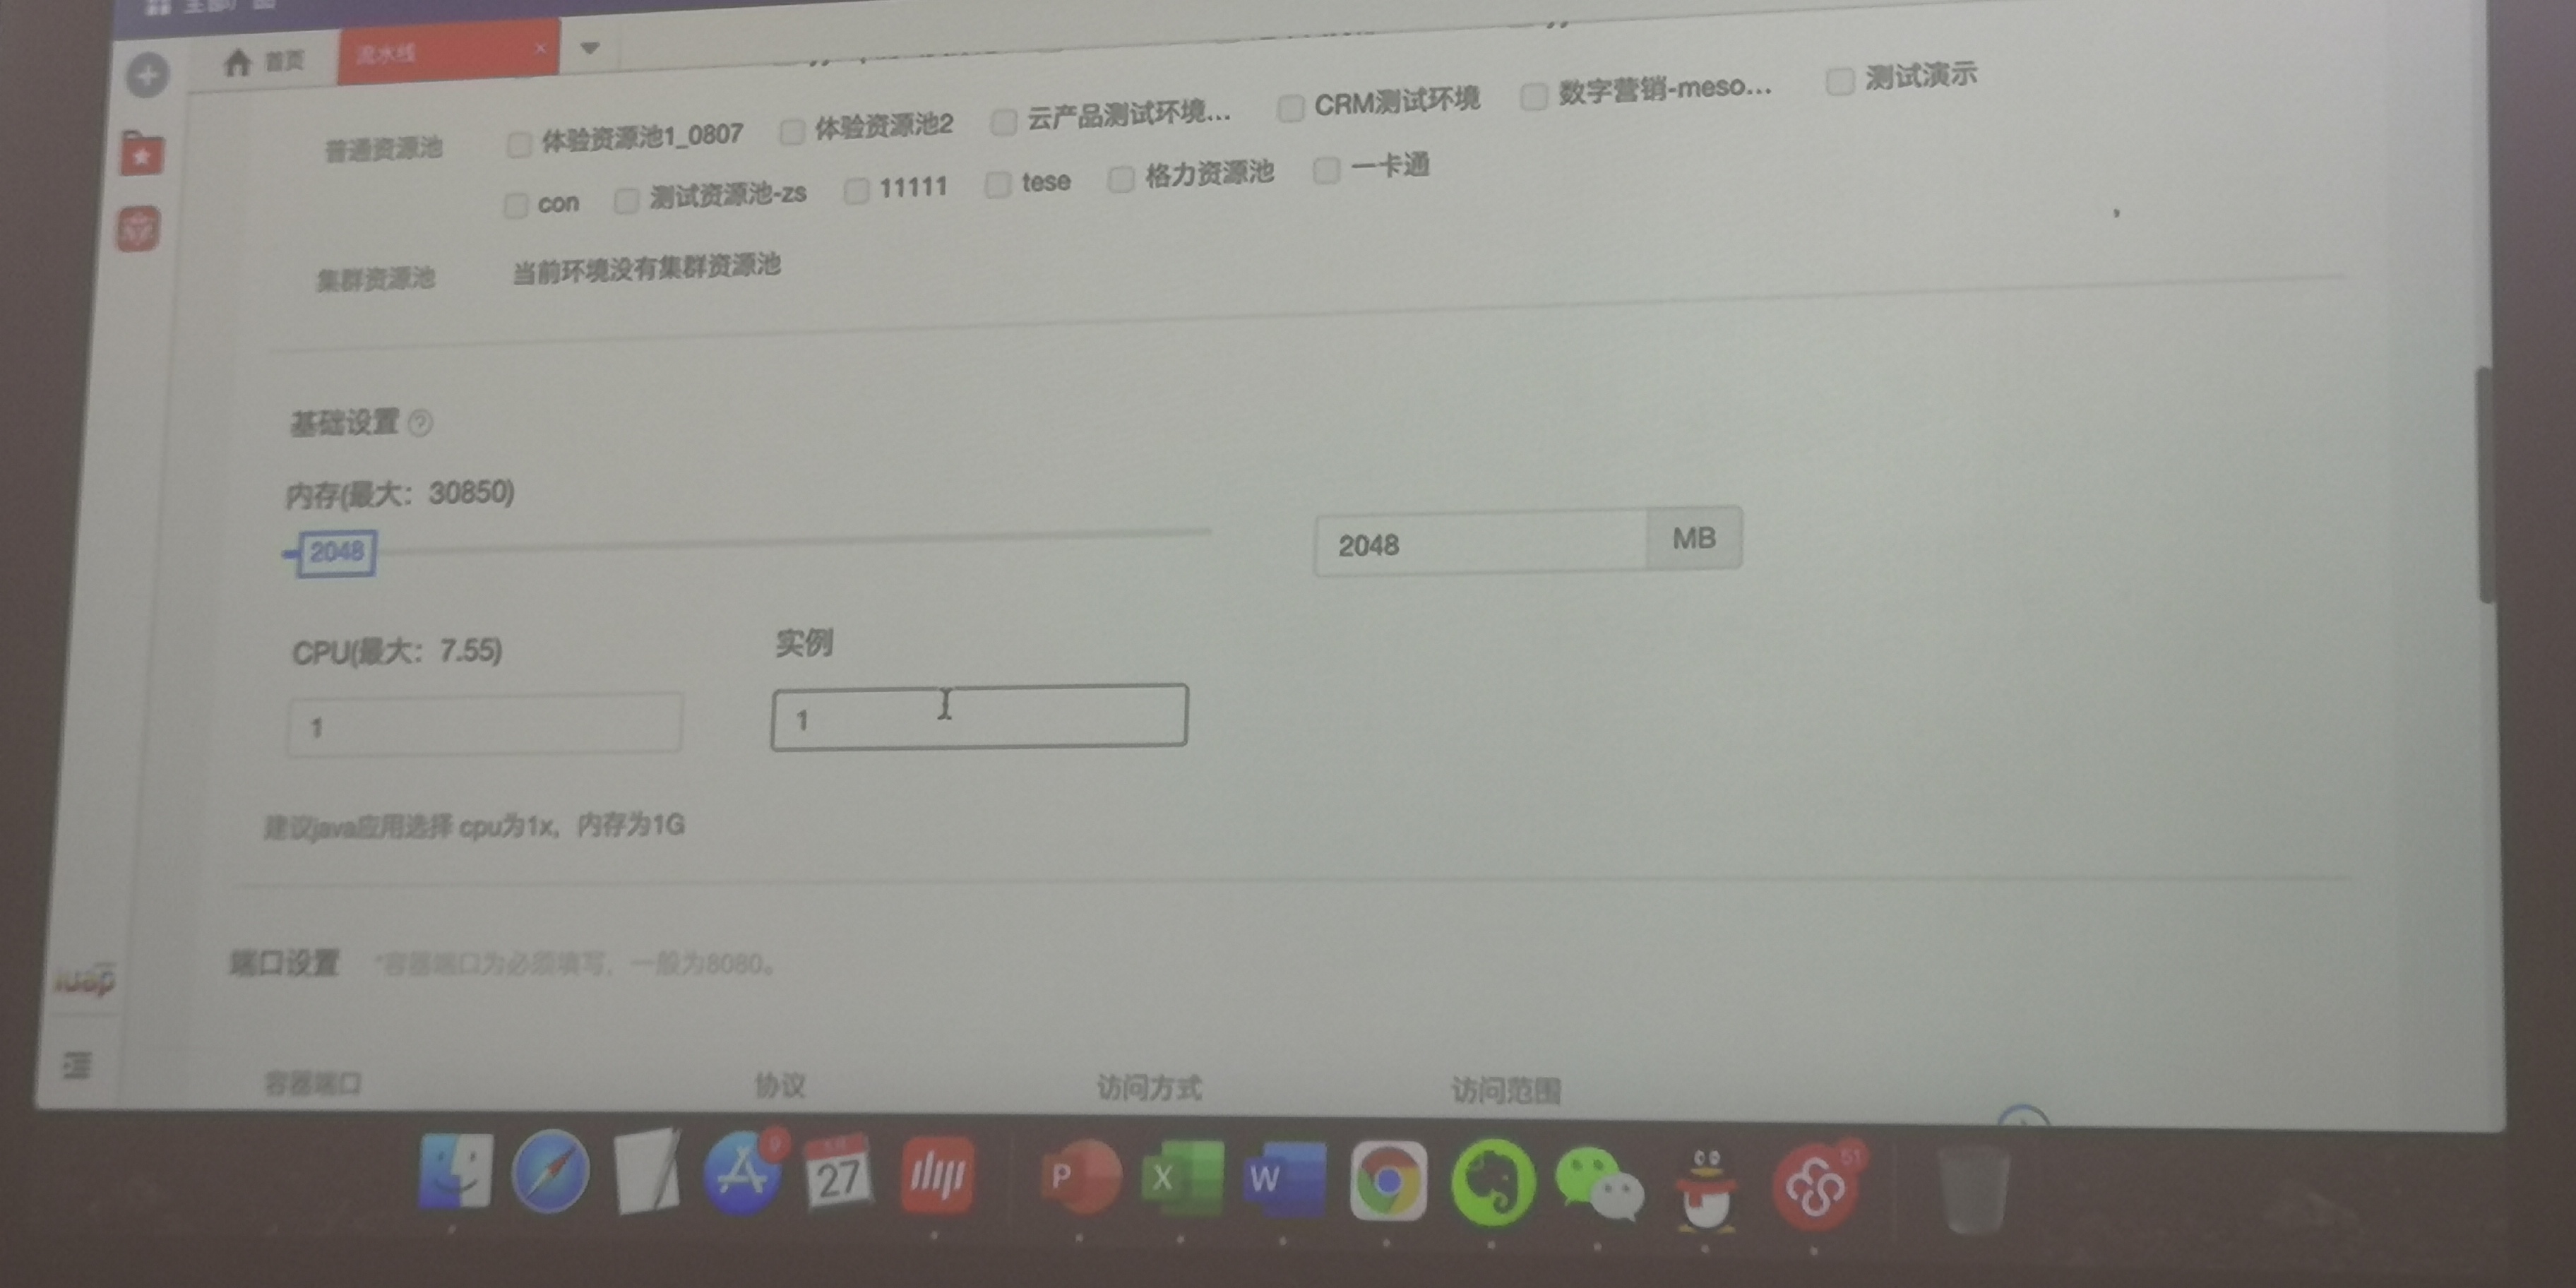 首页
流水线
普通资源池
体验资源池1_0807
体验资源池2
云产品测试环境...
CRM测试环境
数字营销-meso...
测试演示
con
测试资源池-zs
11111
tese
格力资源池
一卡通
集群资源池
当前环境没有集群资源池
基础设置
内存(最大：30850)
2048
2048 MB
CPU(最大：7.55)
实例
1
1
建议java应用选择 cpu为1x，内存为1G
端口设置 *容器端口为必须填写，一般为8080。
iuap
容器端口
协议
访问方式
访问范围
9
27
P
X
W
51